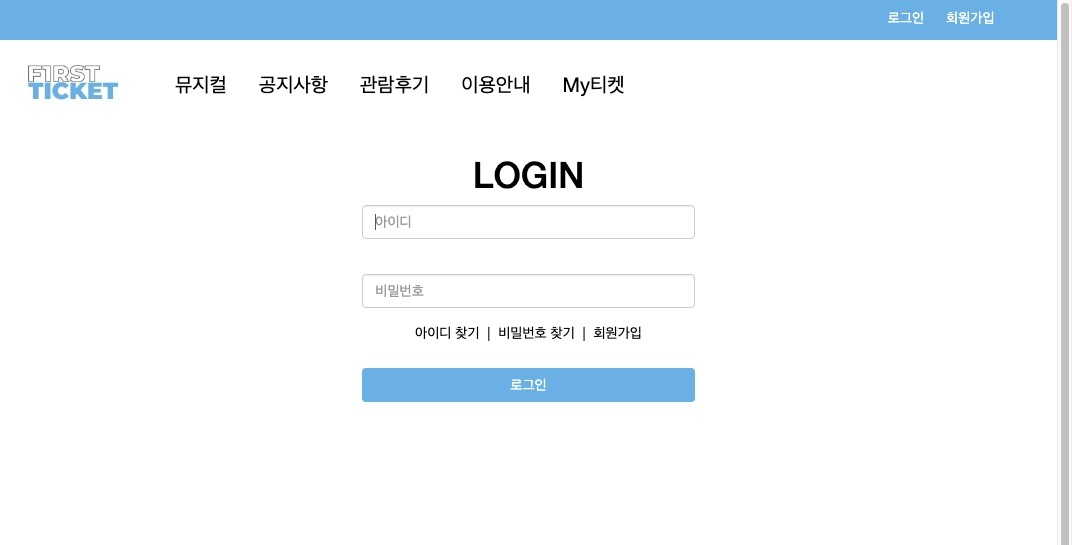 로그인 회원가입
F1RST
TICKET
뮤지컬 공지사항 관람후기 이용안내 My티켓
LOGIN
아이디
비밀번호
아이디 찾기 | 비밀번호 찾기 | 회원가입
로그인